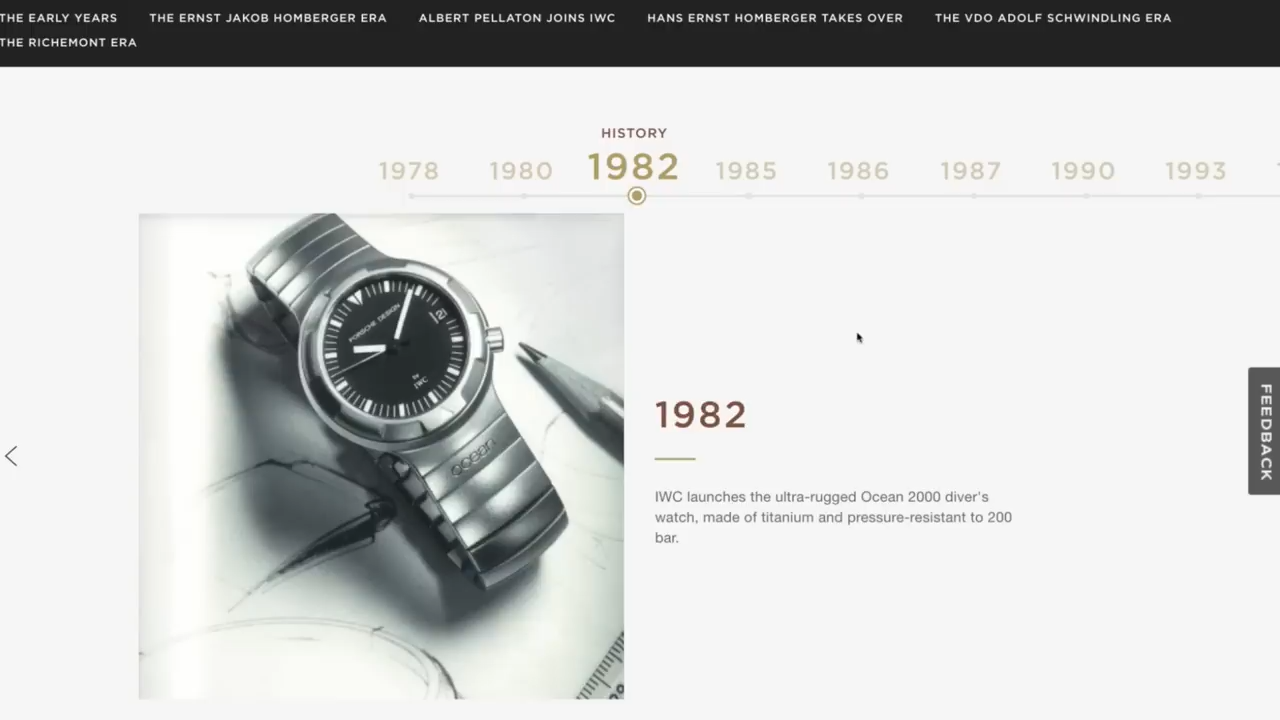 THE EARLY YEARS THE ERNST JAKOB HOMBERGER ERA ALBERT PELLATON JOINS IWC HANS ERNST HOMBERGER TAKES OVER THE VDO ADOLF SCHWINDLING ERA
THE RICHEMONT ERA
HISTORY
1978 1980 1982 1985 1986 1987 1990 1993
PORSCHE DESIGN
12
by
IWC
ocean
1982
IWC launches the ultra-rugged Ocean 2000 diver's
watch, made of titanium and pressure-resistant to 200
bar.
FEEDBACK